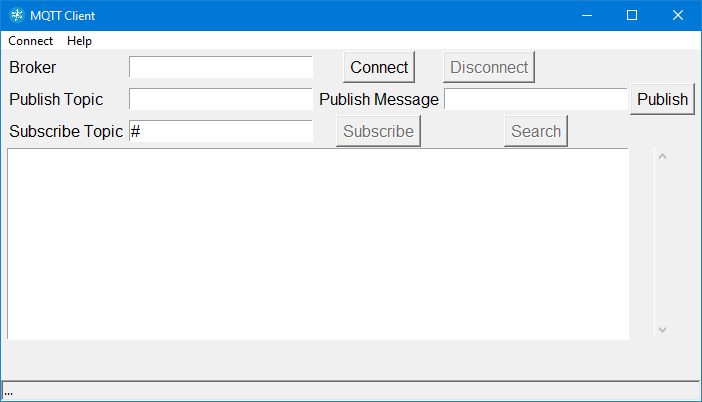 MQTT Client
Connect Help
Broker Connect Disconnect
Publish Topic Publish Message Publish
Subscribe Topic # Subscribe Search
...